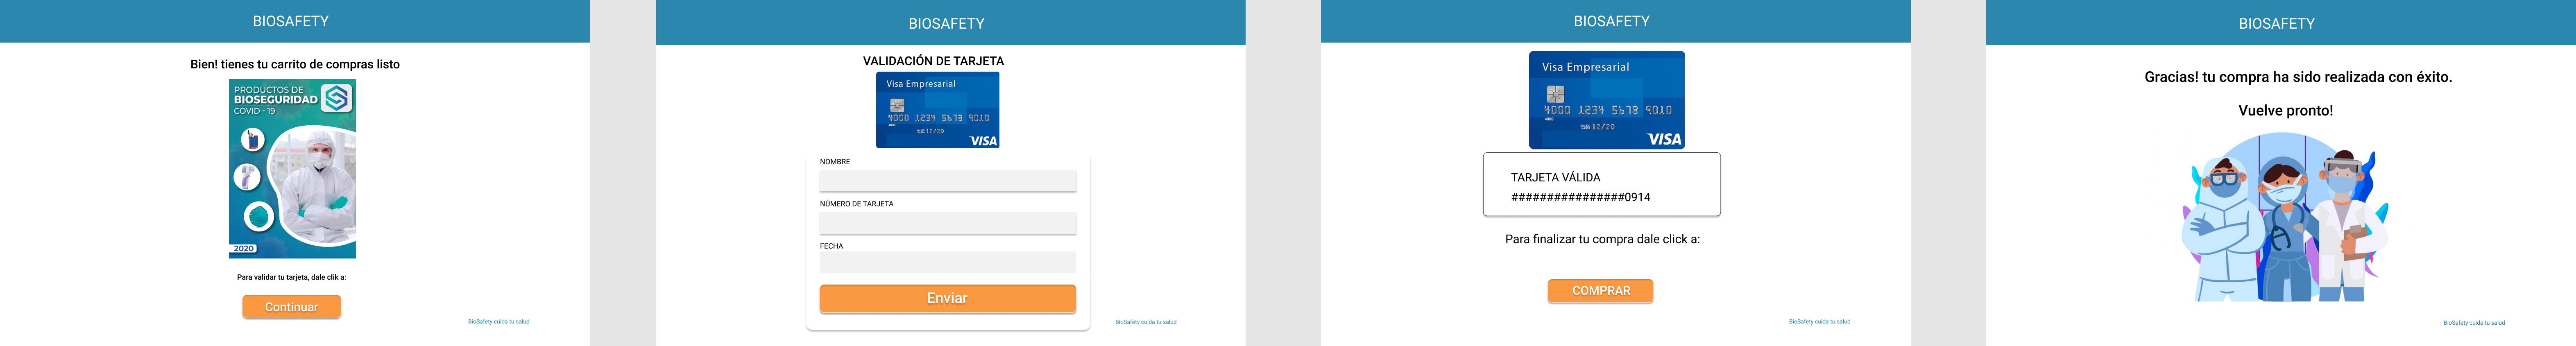 BIOSAFETY
Bien! tienes tu carrito de compras listo
PRODUCTOS DE
BIOSEGURIDAD
COVID - 19
2020
Para validar tu tarjeta, dale clik a:
Continuar
BioSafety cuida tu salud
BIOSAFETY
VALIDACIÓN DE TARJETA
Visa Empresarial
4000 1234 5678 9010
4000
12/20
VISA
NOMBRE
NÚMERO DE TARJETA
FECHA
Enviar
BioSafety cuida tu salud
BIOSAFETY
Visa Empresarial
4000 1234 5678 9010
4000
12/20
VISA
TARJETA VÁLIDA
################0914
Para finalizar tu compra dale click a:
COMPRAR
BioSafety cuida tu salud
BIOSAFETY
Gracias! tu compra ha sido realizada con éxito.
Vuelve pronto!
BioSafety cuida tu salud